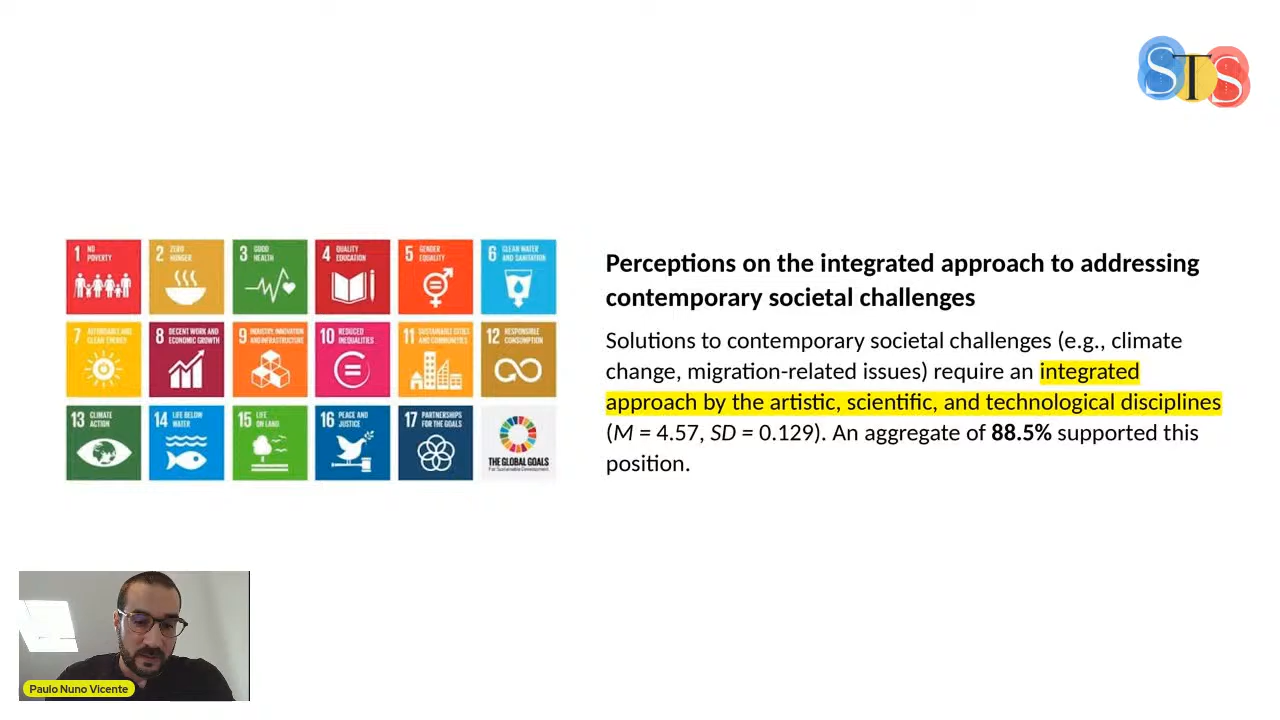 STS
1 NO
POVERTY
2 ZERO
HUNGER
3 GOOD
HEALTH
4 QUALITY
EDUCATION
5 GENDER
EQUALITY
6 CLEAN WATER
AND SANITATION
7 AFFORDABLE AND
CLEAN ENERGY
8 DECENT WORK AND
ECONOMIC GROWTH
9 INDUSTRY, INNOVATION
AND INFRASTRUCTURE
10 REDUCED
INEQUALITIES
11 SUSTAINABLE CITIES
AND COMMUNITIES
12 RESPONSIBLE
CONSUMPTION
13 CLIMATE
ACTION
14 LIFE BELOW
WATER
15 LIFE
ON LAND
16 PEACE AND
JUSTICE
17 PARTNERSHIPS
FOR THE GOALS
THE GLOBAL GOALS
For Sustainable Development
Perceptions on the integrated approach to addressing
contemporary societal challenges
Solutions to contemporary societal challenges (e.g., climate
change, migration-related issues) require an integrated
approach by the artistic, scientific, and technological disciplines
(M = 4.57, SD = 0.129). An aggregate of 88.5% supported this
position.
Paulo Nuno Vicente